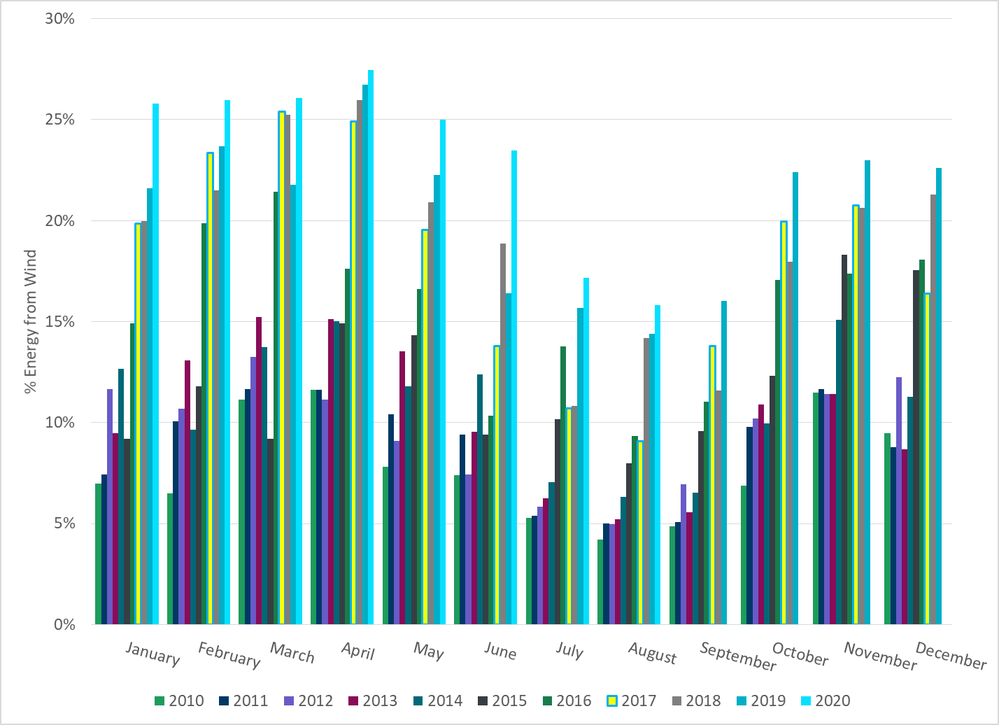 30%
25%
20%
15%
10%
5%
0%
% Energy from Wind
January February March April May June July August September October November December
2010 2011 2012 2013 2014 2015 2016 2017 2018 2019 2020